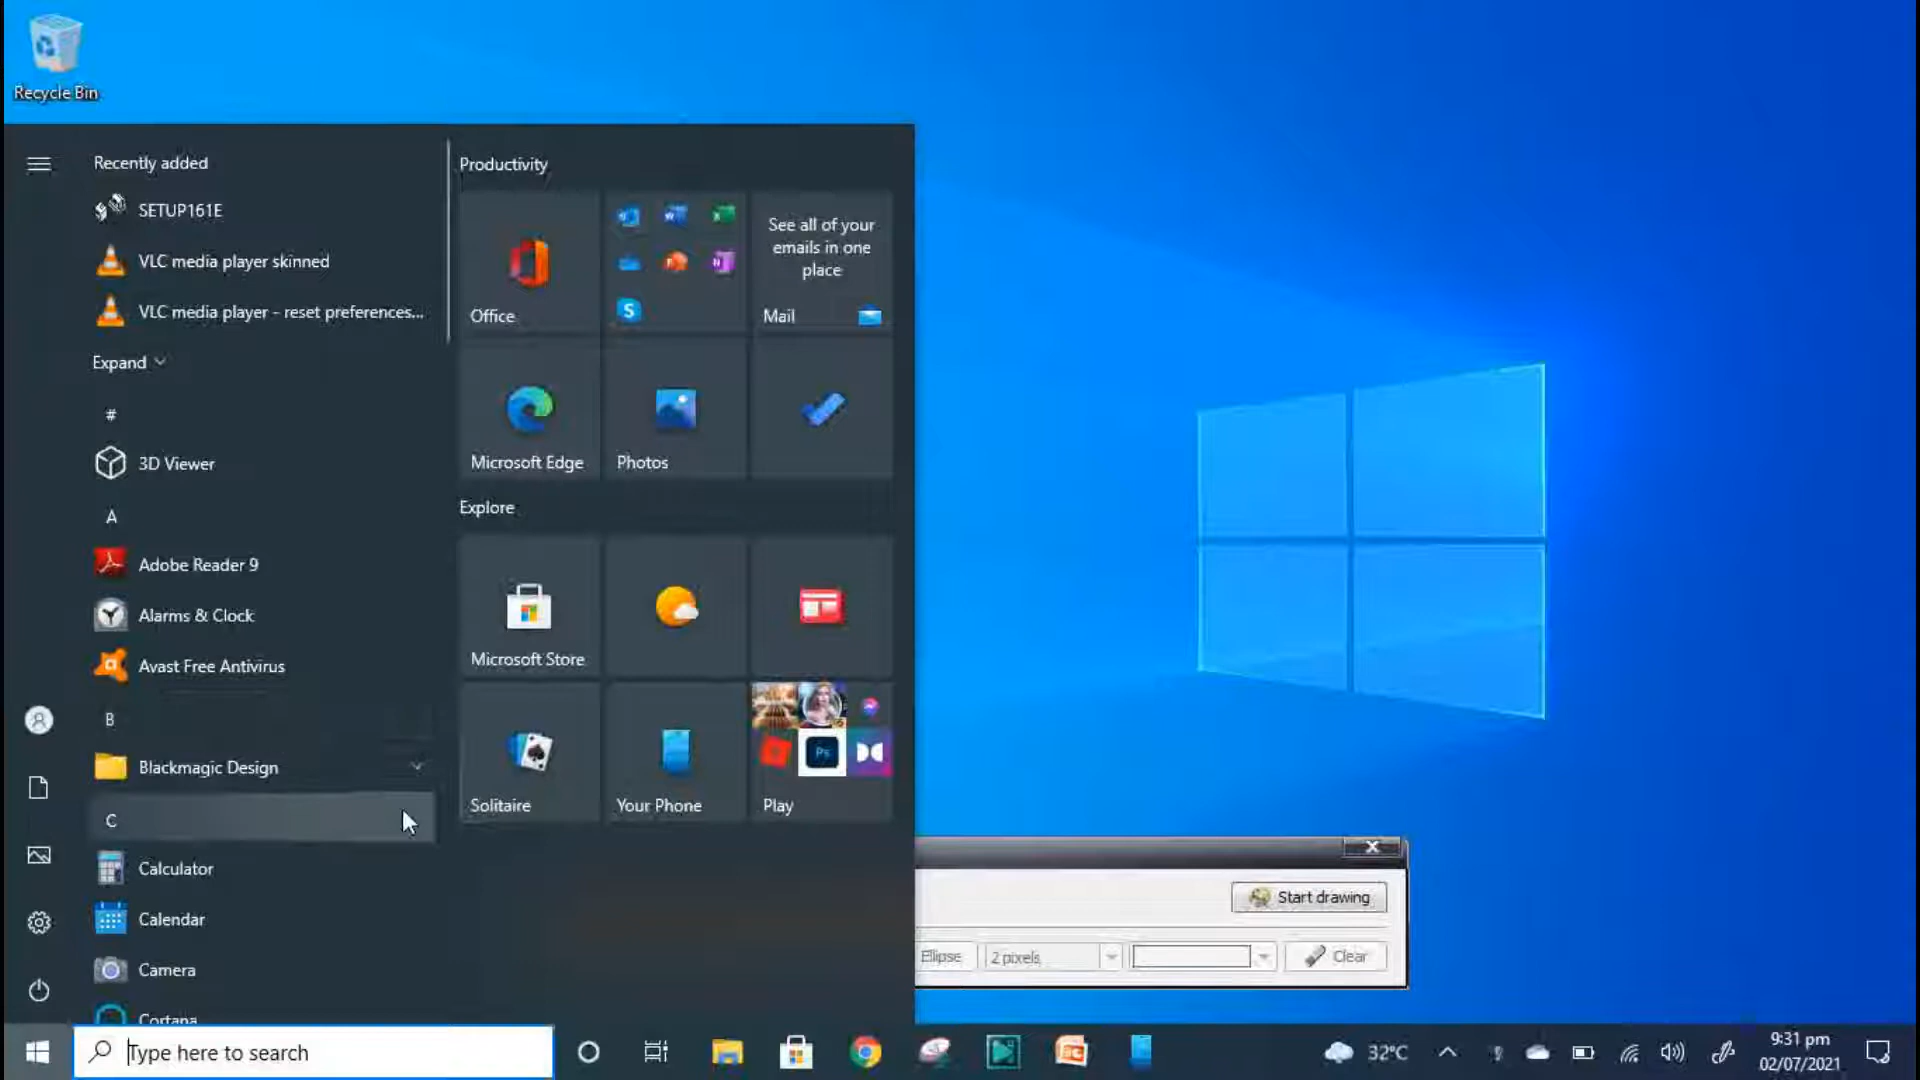 Recycle Bin
Recently added
SETUP161E
VLC media player skinned
VLC media player - reset preferences...
Expand
#
3D Viewer
A
Adobe Reader 9
Alarms & Clock
Avast Free Antivirus
B
Blackmagic Design
C
Calculator
Calendar
Camera
Cortana
Productivity
Office
See all of your
emails in one
place
Mail
Microsoft Edge
Photos
Explore
Microsoft Store
Solitaire
Your Phone
Ps
Play
Start drawing
Ellipse
2 pixels
Clear
Type here to search
32°C
9:31 pm
02/07/2021